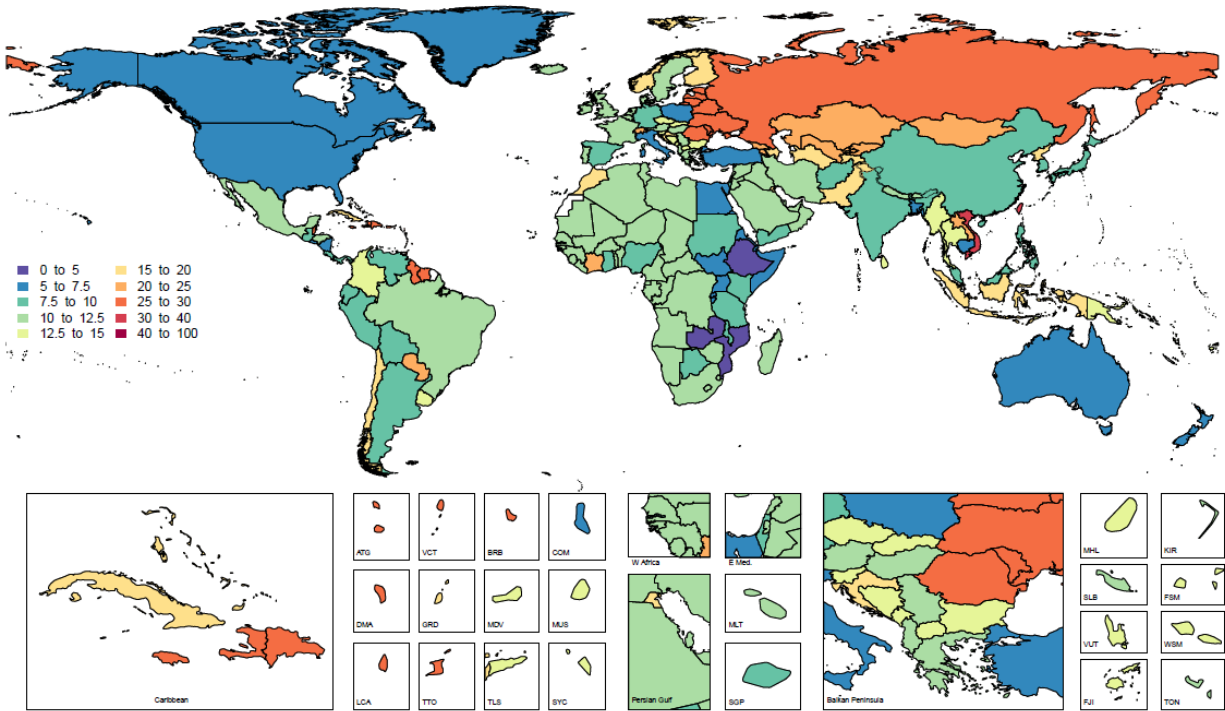 0 to 5
5 to 7.5
7.5 to 10
10 to 12.5
12.5 to 15
15 to 20
20 to 25
25 to 30
30 to 40
40 to 100
Caribbean
ATG
VCT
BRB
COM
DMA
GRD
MDV
MUS
LCA
TTO
TLS
SYC
W Africa
E Med.
Persian Gulf
MLT
SGP
Balkan Peninsula
MHL
KIR
SLB
FSM
VUT
WSM
FJI
TON